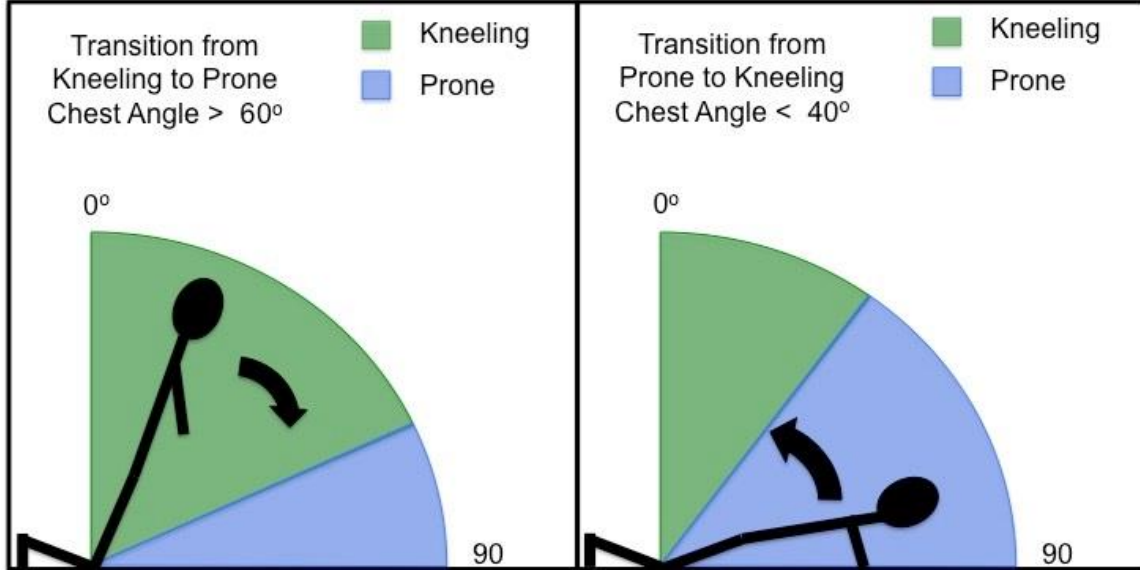 Transition from
Kneeling to Prone
Chest Angle > 60º
Kneeling
Prone
0º
90
Transition from
Prone to Kneeling
Chest Angle < 40º
Kneeling
Prone
0º
90